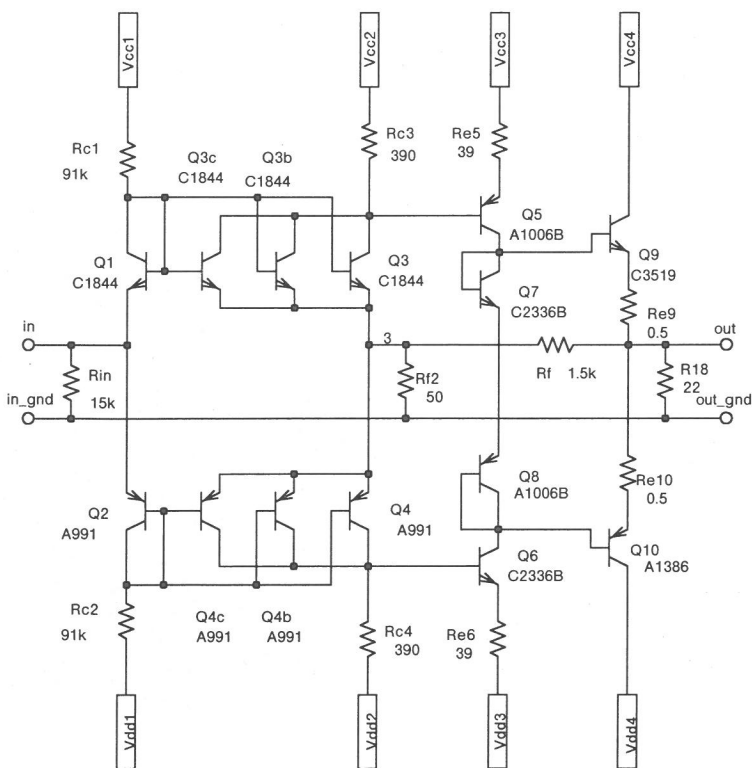 Vcc1
Vcc2
Vcc3
Vcc4
Rc1
91k
Q3c
C1844
Q3b
C1844
Rc3
390
Re5
39
Q5
A1006B
Q1
C1844
Q3
C1844
Q7
C2336B
Q9
C3519
Re9
0.5
in
3
out
Rin
15k
Rf2
50
Rf 1.5k
R18
22
in_gnd
out_gnd
Q2
A991
Q4
A991
Q8
A1006B
Re10
0.5
Q6
C2336B
Q10
A1386
Rc2
91k
Q4c
A991
Q4b
A991
Rc4
390
Re6
39
Vdd1
Vdd2
Vdd3
Vdd4